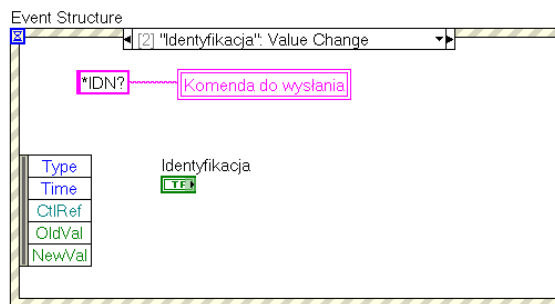 Event Structure
[2] "Identyfikacja": Value Change
*IDN?
Komenda do wysłania
Identyfikacja
TF
Type
Time
CtlRef
OldVal
NewVal